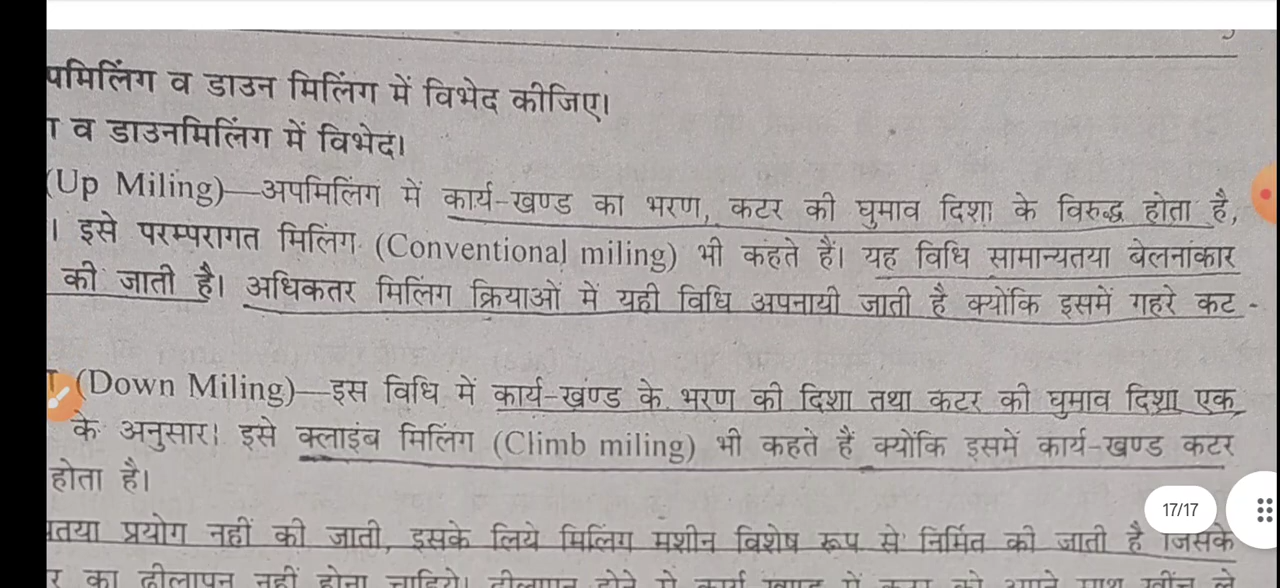 पमिलिंग व डाउन मिलिंग में विभेद कीजिए।
व डाउनमिलिंग में विभेद।
(Up Miling)—अपमिलिंग में कार्य-खण्ड का भरण, कटर की घुमाव दिशा के विरुद्ध होता है,
। इसे परम्परागत मिलिंग (Conventional miling) भी कहते हैं। यह विधि सामान्यतया बेलनाकार
की जाती है। अधिकतर मिलिंग क्रियाओं में यही विधि अपनायी जाती है क्योंकि इसमें गहरे कट
(Down Miling)—इस विधि में कार्य-खण्ड के भरण की दिशा तथा कटर की घुमाव दिशा एक
के अनुसार। इसे क्लाइंब मिलिंग (Climb miling) भी कहते हैं क्योंकि इसमें कार्य-खण्ड कटर
होता है।
17/17
तया प्रयोग नहीं की जाती, इसके लिये मिलिंग मशीन विशेष रूप से निर्मित की जाती है जिसके
का ढीलापन नहीं होना चाहिये।